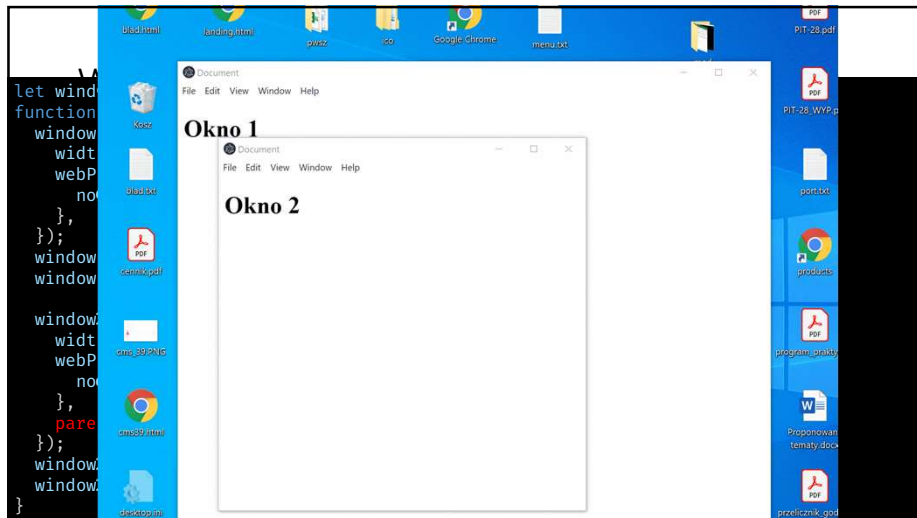 blad.html
landing.html
pwsz
.co
Google Chrome
menu.txt
PDF
PIT-28.pdf
let wind
function
window
widt
webP
no
},
});
window
window
window
widt
webP
no
},
pare
});
window
window
}
Kosz
blad.txt
PDF
cennik.pdf
cms_39.PNG
cms39.html
desktop.ini
Document
File Edit View Window Help
Okno 1
Document
File Edit View Window Help
Okno 2
PDF
PIT-28_WYP.p
port.txt
products
PDF
program_prakty
W
Proponowan
tematy.docx
PDF
przelicznik_god